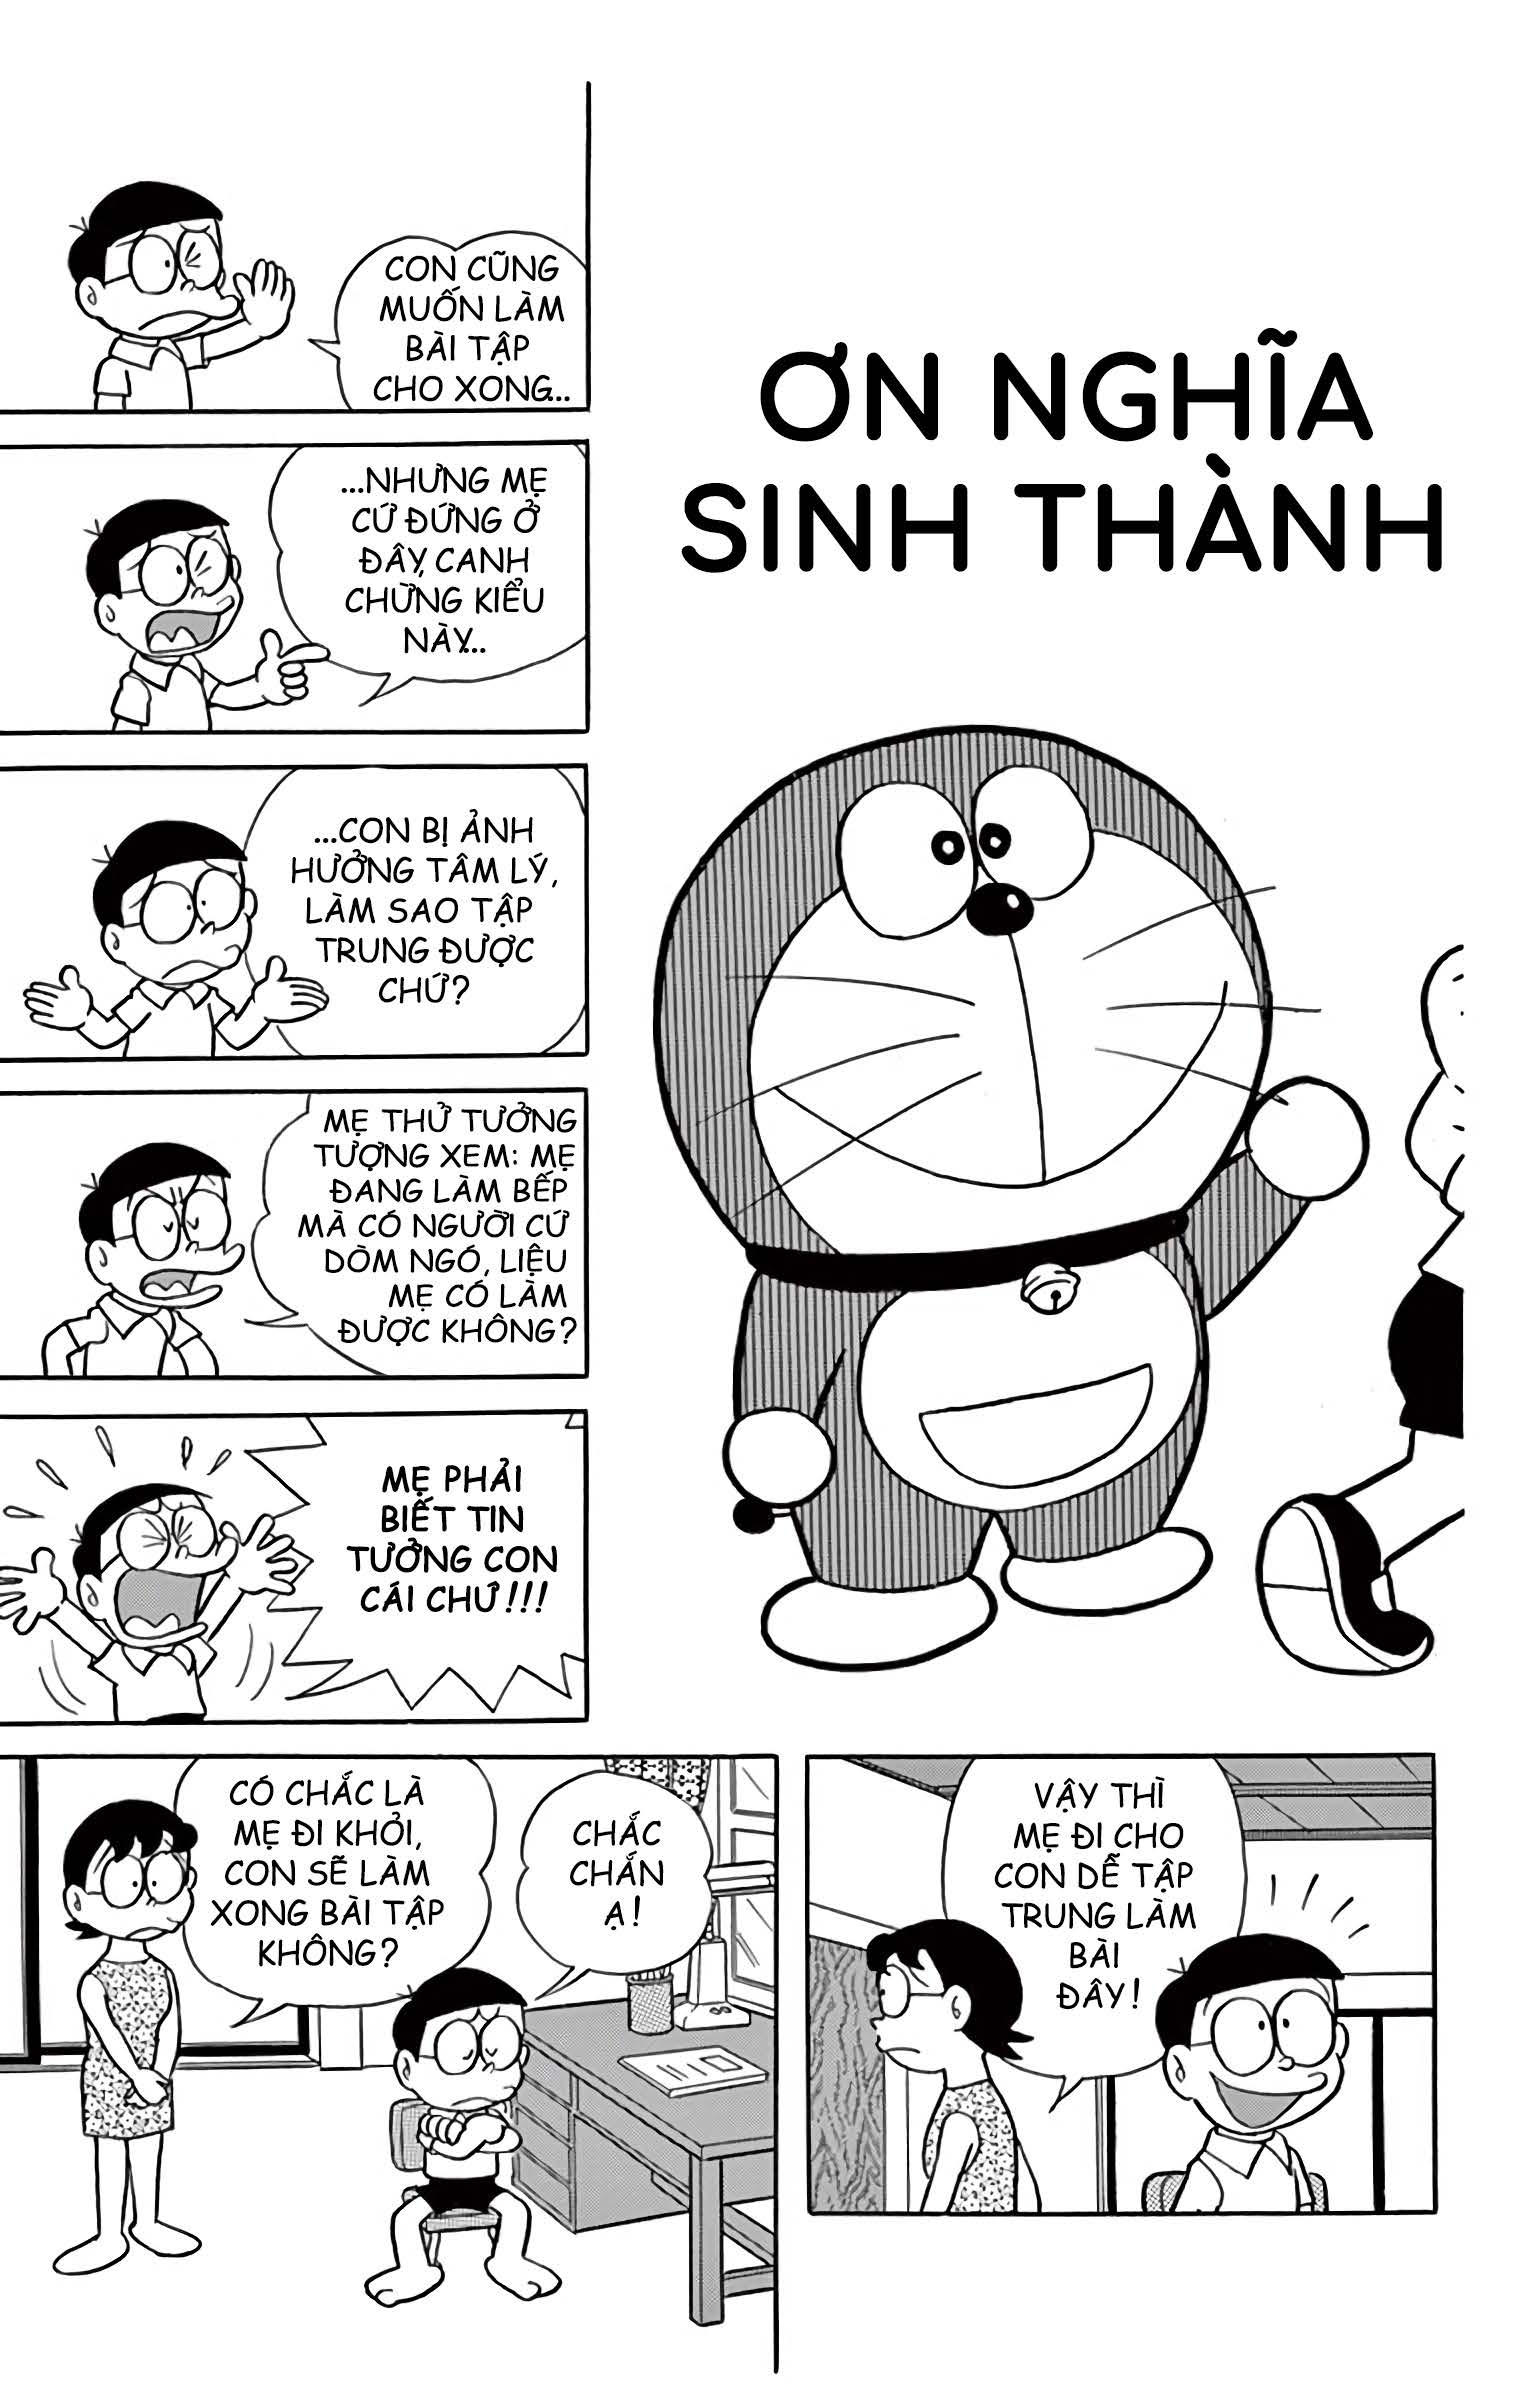 ƠN NGHĨA
SINH THÀNH
CON CŨNG
MUỐN LÀM
BÀI TẬP
CHO XONG...
...NHƯNG MẸ
CỨ ĐỨNG Ở
ĐÂY, CANH
CHỪNG KIỂU
NÀY...
...CON BỊ ẢNH
HƯỞNG TÂM LÝ,
LÀM SAO TẬP
TRUNG ĐƯỢC
CHỨ?
MẸ THỬ TƯỞNG
TƯỢNG XEM: MẸ
ĐANG LÀM BẾP
MÀ CÓ NGƯỜI CỨ
DÒM NGÓ, LIỆU
MẸ CÓ LÀM
ĐƯỢC KHÔNG?
MẸ PHẢI
BIẾT TIN
TƯỞNG CON
CÁI CHỨ!!!
CÓ CHẮC LÀ
MẸ ĐI KHỎI,
CON SẼ LÀM
XONG BÀI TẬP
KHÔNG?
CHẮC
CHẮN
Ạ!
VẬY THÌ
MẸ ĐI CHO
CON DỄ TẬP
TRUNG LÀM
BÀI
ĐÂY!